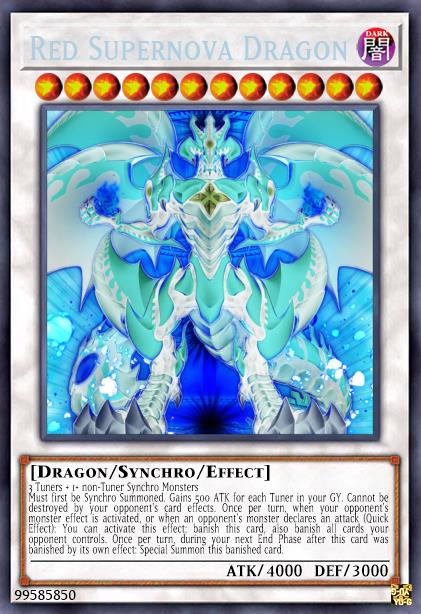 Red Supernova Dragon
DARK
闇
[Dragon/Synchro/Effect]
3 Tuners + 1+ non-Tuner Synchro Monsters
Must first be Synchro Summoned. Gains 500 ATK for each Tuner in your GY. Cannot be
destroyed by your opponent's card effects. Once per turn, when your opponent's
monster effect is activated, or when an opponent's monster declares an attack (Quick
Effect): You can activate this effect; banish this card, also banish all cards your
opponent controls. Once per turn, during your next End Phase after this card was
banished by its own effect: Special Summon this banished card.
ATK/4000 DEF/3000
99585850